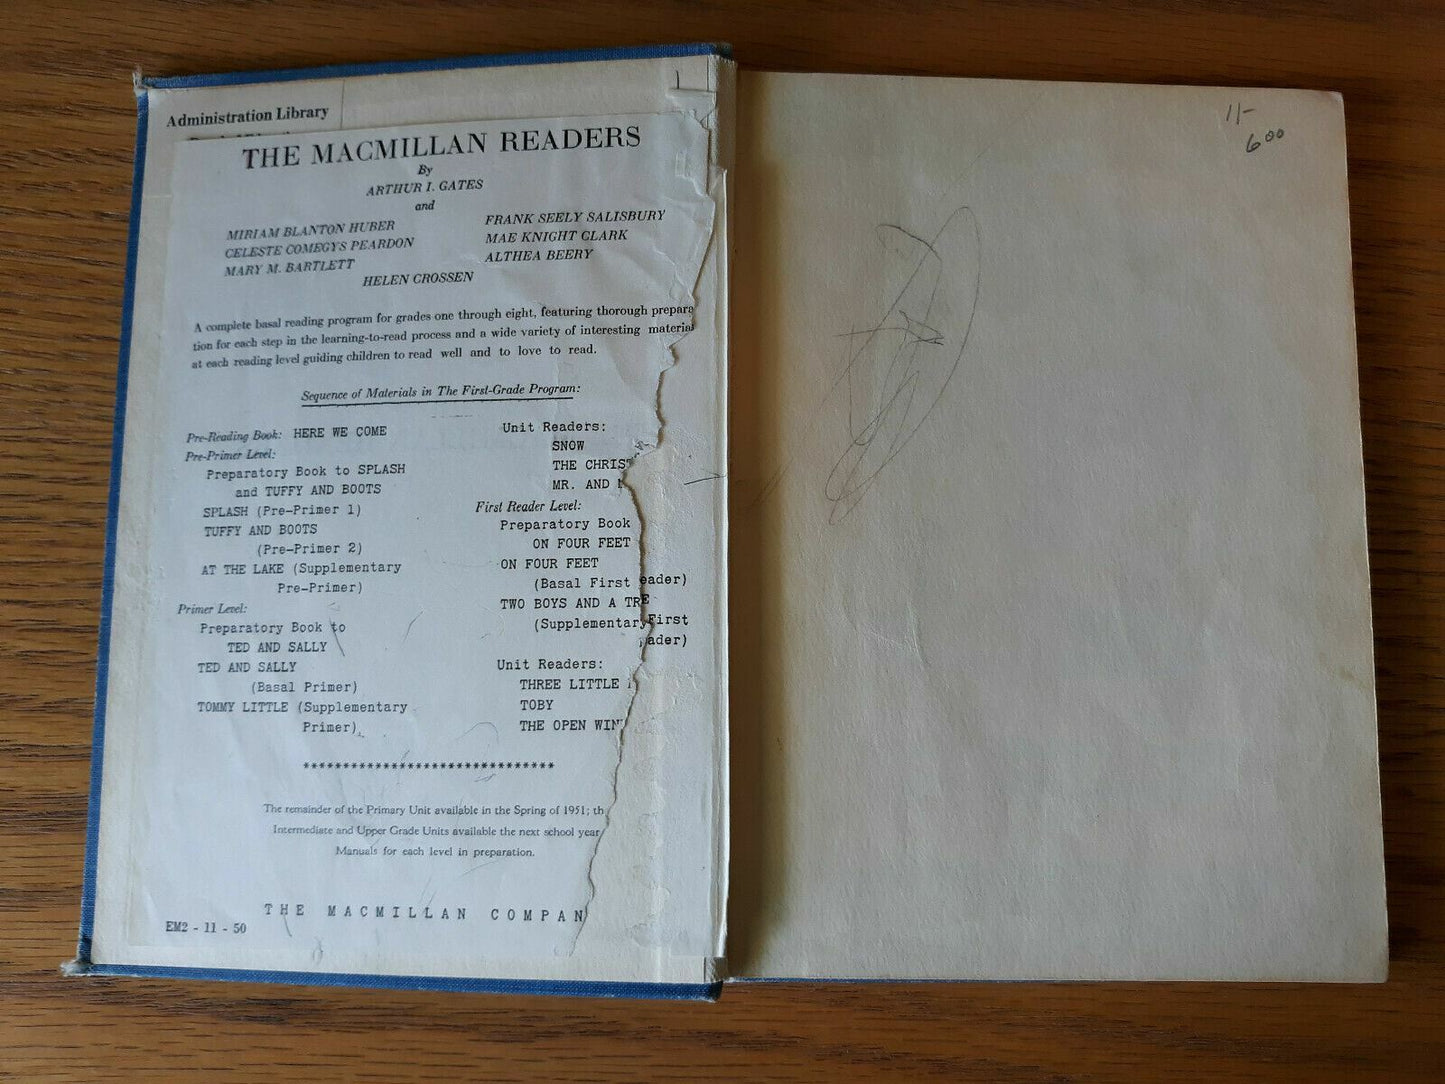 Administration Library
THE MACMILLAN READERS
By
ARTHUR I. GATES
and
MIRIAM BLANTON HUBER
CELESTE COMEGYS PEARDON
MARY M. BARTLETT
FRANK SEELY SALISBURY
MAE KNIGHT CLARK
ALTHEA BEERY
HELEN CROSSEN
A complete basal reading program for grades one through eight, featuring thorough prepara
tion for each step in the learning-to-read process and a wide variety of interesting material
at each reading level guiding children to read well and to love to read.
Sequence of Materials in The First-Grade Program:
Pre-Reading Book: HERE WE COME
Pre-Primer Level:
Preparatory Book to SPLASH
and TUFFY AND BOOTS
SPLASH (Pre-Primer 1)
TUFFY AND BOOTS
(Pre-Primer 2)
AT THE LAKE (Supplementary
Pre-Primer)
Primer Level:
Preparatory Book to
TED AND SALLY
TED AND SALLY
(Basal Primer)
TOMMY LITTLE (Supplementary
Primer)
Unit Readers:
SNOW
THE CHRIST
MR. AND
First Reader Level:
Preparatory Book
ON FOUR FEET
ON FOUR FEET
(Basal First eader)
TWO BOYS AND A TRE
(Supplementary First
ader)
Unit Readers:
THREE LITTLE
TOBY
THE OPEN WIN
******************************
The remainder of the Primary Unit available in the Spring of 1951; th
Intermediate and Upper Grade Units available the next school year
Manuals for each level in preparation.
THE MACMILLAN COMPAN
EM2 - 11 - 50
11-
600